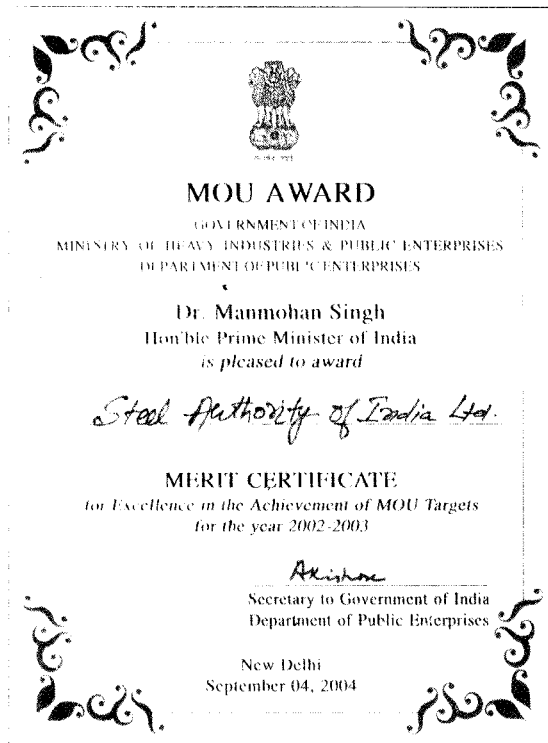 MOU AWARD
GOVERNMENT OF INDIA
MINISTRY OF HEAVY INDUSTRIES & PUBLIC ENTERPRISES
DEPARTMENT OF PUBLIC ENTERPRISES
Dr. Manmohan Singh
Hon'ble Prime Minister of India
is pleased to award
Steel Authority of India Ltd.
MERIT CERTIFICATE
for Excellence in the Achievement of MOU Targets
for the year 2002-2003
Secretary to Government of India
Department of Public Enterprises
New Delhi
September 04, 2004